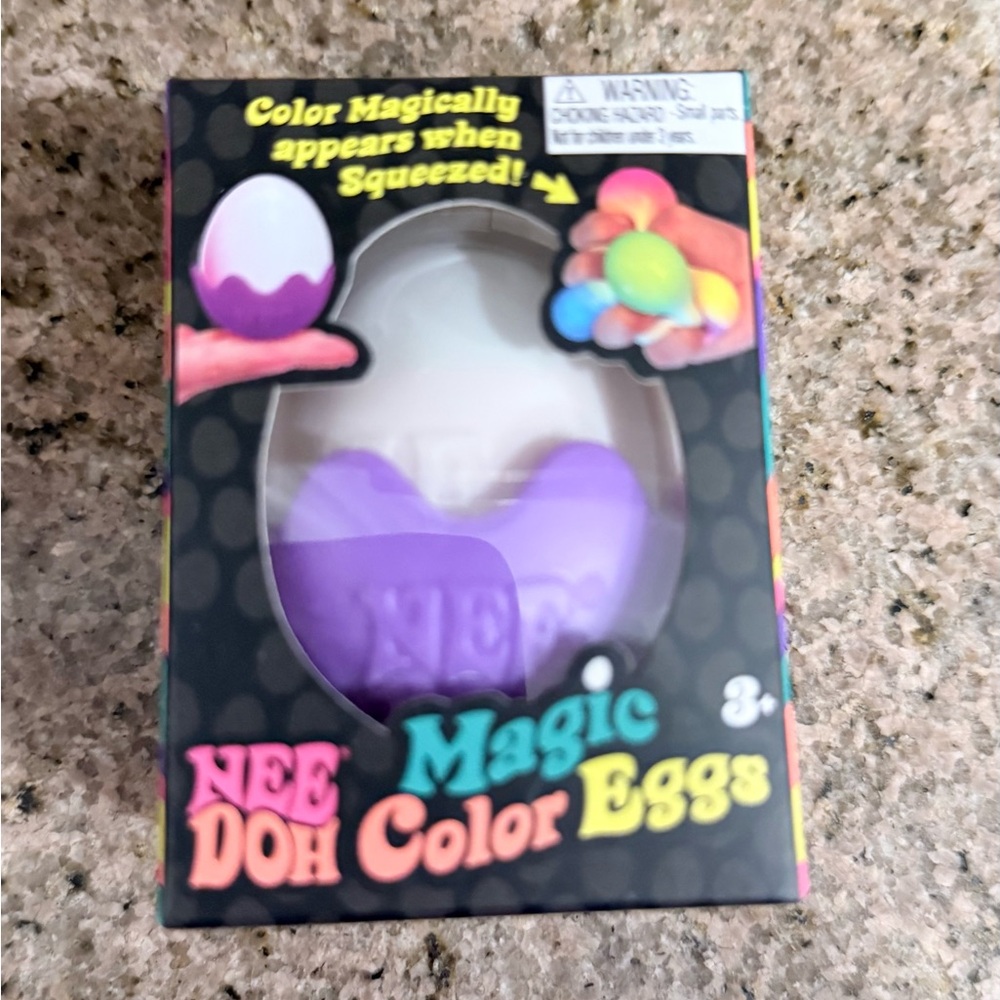 Color Magically
appears when
Squeezed!
WARNING:
CHOKING HAZARD - Small parts.
Not for children under 3 years.
NEE
3+
Magic
NEE
DOH
Color Eggs